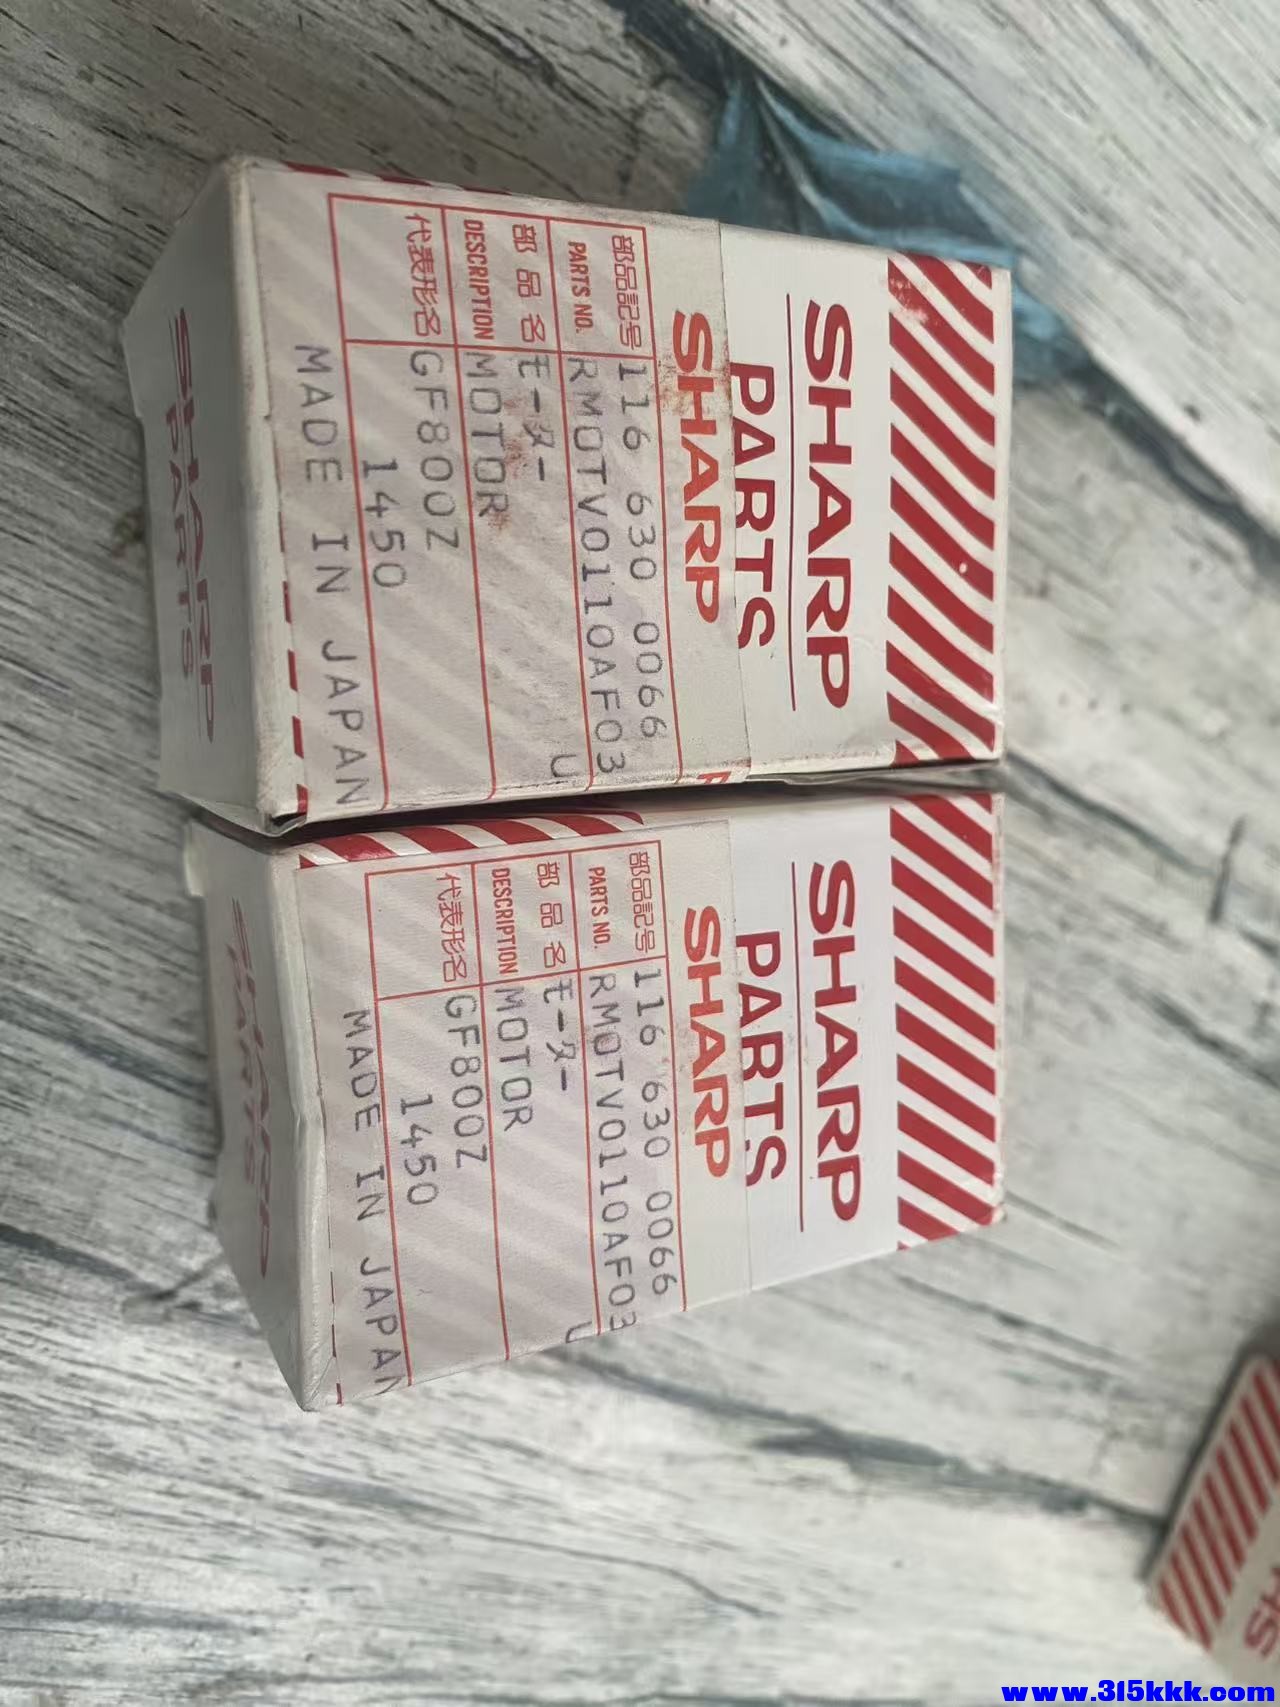 SHARP
PARTS
SHARP
部品記号 116 630 0066
PARTS NO. RMOTV0110AF03
部品名 モーター U
DESCRIPTION MOTOR
代表形名 GF800Z
1450
MADE IN JAPAN
SHARP
PARTS
SHARP
PARTS
SHARP
部品記号 116 630 0066
PARTS NO. RMOTV0110AF03
部品名 モーター U
DESCRIPTION MOTOR
代表形名 GF800Z
1450
MADE IN JAPAN
SHARP
PARTS
www.315kkk.com